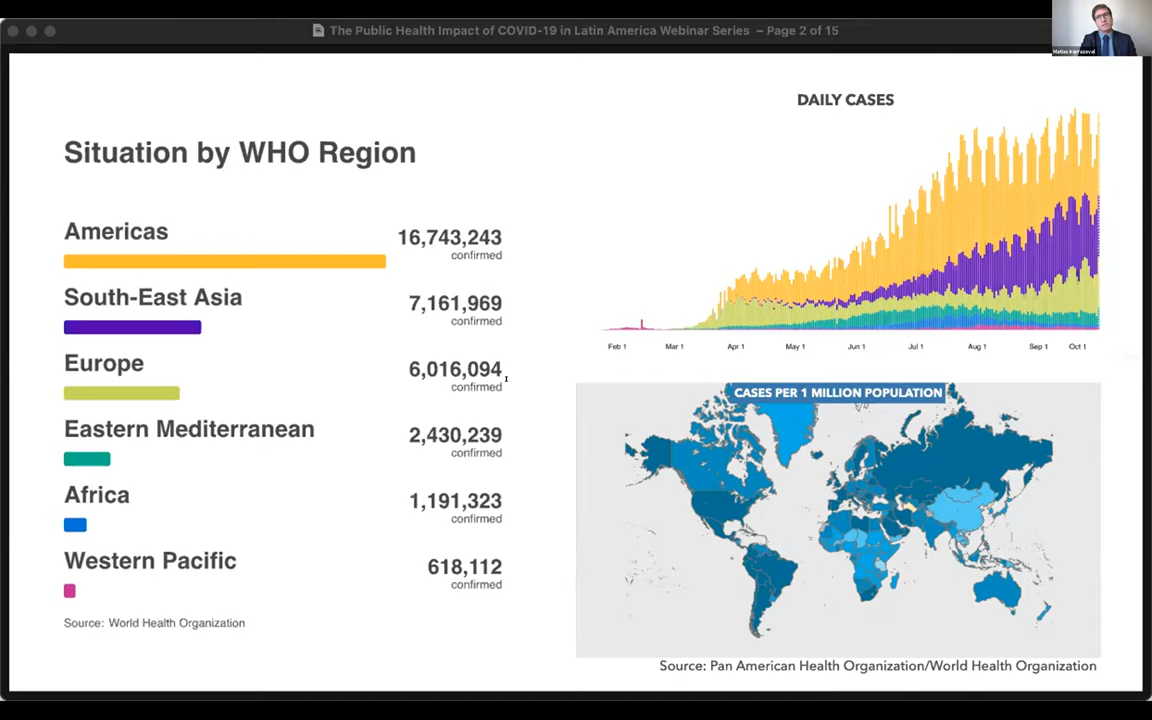 The Public Health Impact of COVID-19 in Latin America Webinar Series – Page 2 of 15
Situation by WHO Region
Americas
16,743,243
confirmed
South-East Asia
7,161,969
confirmed
Europe
6,016,094
confirmed
Eastern Mediterranean
2,430,239
confirmed
Africa
1,191,323
confirmed
Western Pacific
618,112
confirmed
Source: World Health Organization
DAILY CASES
Feb 1 Mar 1 Apr 1 May 1 Jun 1 Jul 1 Aug 1 Sep 1 Oct 1
CASES PER 1 MILLION POPULATION
Source: Pan American Health Organization/World Health Organization